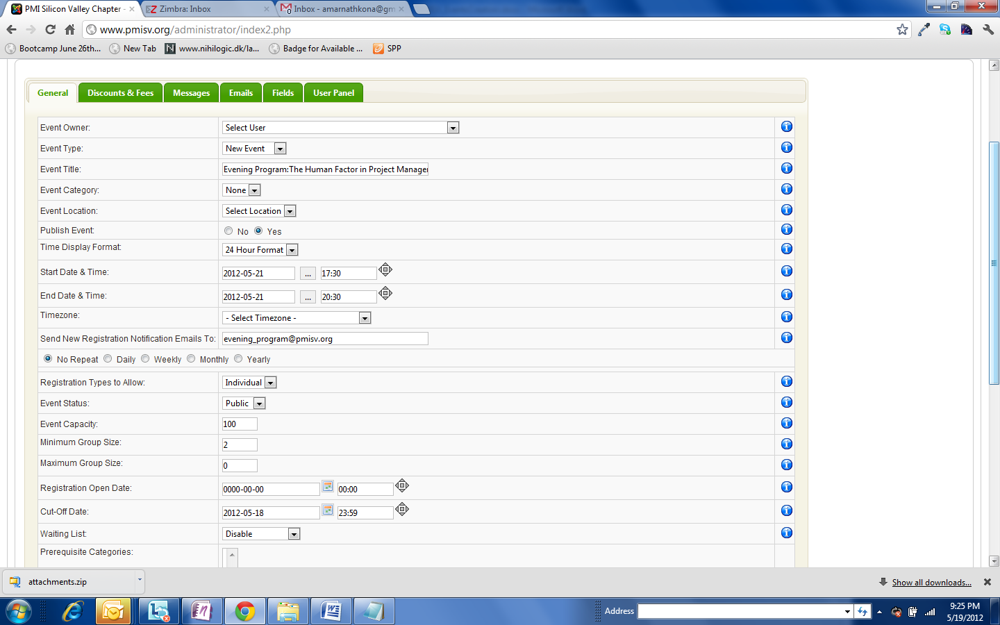 PMI Silicon Valley Chapter -
Zimbra: Inbox
Inbox - amarnathkona@gm
www.pmisv.org/administrator/index2.php
Bootcamp June 26th...
New Tab
www.nihilogic.dk/la...
Badge for Available ...
SPP
General
Discounts & Fees
Messages
Emails
Fields
User Panel
Event Owner: Select User
Event Type: New Event
Event Title: Evening Program:The Human Factor in Project Manage
Event Category: None
Event Location: Select Location
Publish Event: No Yes
Time Display Format: 24 Hour Format
Start Date & Time: 2012-05-21 ... 17:30
End Date & Time: 2012-05-21 ... 20:30
Timezone: - Select Timezone -
Send New Registration Notification Emails To: evening_program@pmisv.org
No Repeat Daily Weekly Monthly Yearly
Registration Types to Allow: Individual
Event Status: Public
Event Capacity: 100
Minimum Group Size: 2
Maximum Group Size: 0
Registration Open Date: 0000-00-00 00:00
Cut-Off Date: 2012-05-18 23:59
Waiting List: Disable
Prerequisite Categories:
attachments.zip
Show all downloads...
Address
9:25 PM
5/19/2012